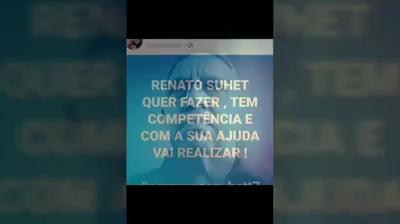 RENATO SUHET
QUER FAZER , TEM
COMPETÊNCIA E
COM A SUA AJUDA
VAI REALIZAR !